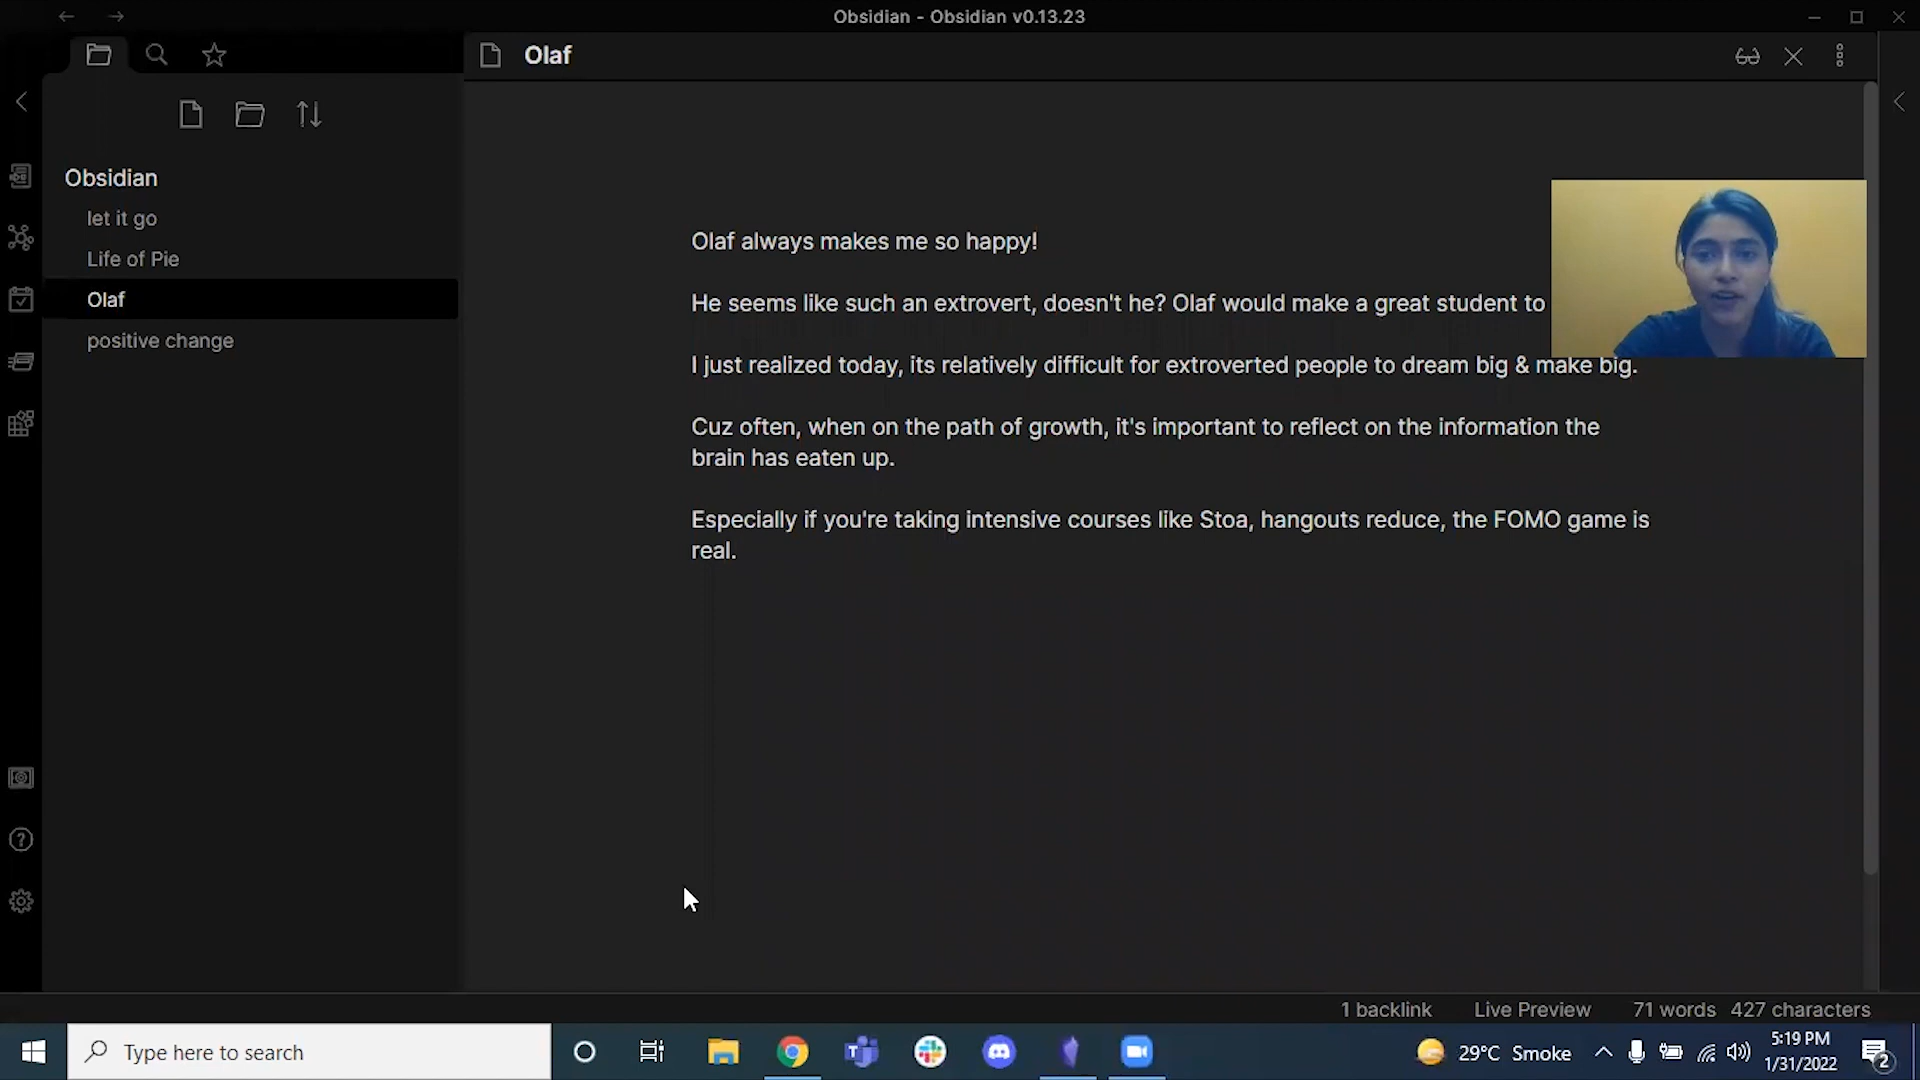 Obsidian - Obsidian v0.13.23
Olaf
Obsidian
let it go
Life of Pie
Olaf
positive change
Olaf always makes me so happy!
He seems like such an extrovert, doesn't he? Olaf would make a great student to
I just realized today, its relatively difficult for extroverted people to dream big & make big.
Cuz often, when on the path of growth, it's important to reflect on the information the
brain has eaten up.
Especially if you're taking intensive courses like Stoa, hangouts reduce, the FOMO game is
real.
1 backlink Live Preview 71 words 427 characters
Type here to search
29°C Smoke
5:19 PM
1/31/2022
2